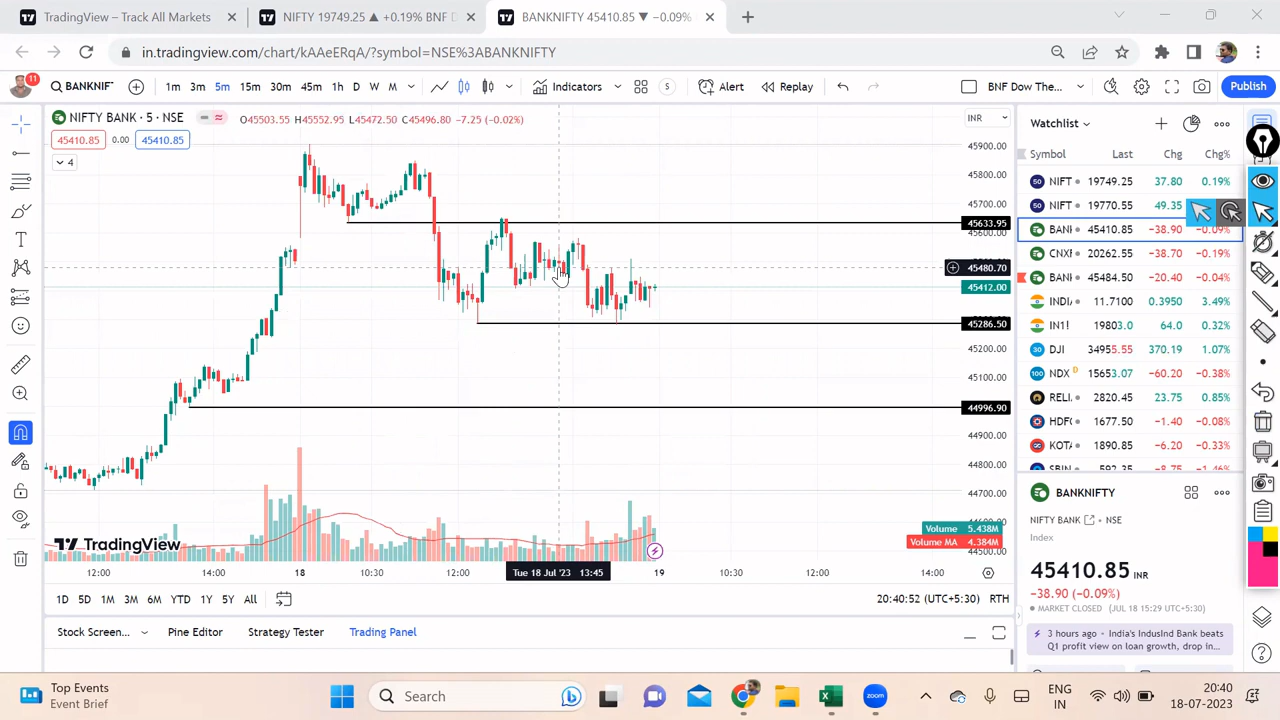 TradingView – Track All Markets
NIFTY 19749.25 ▲ +0.19% BNF D
BANKNIFTY 45410.85 ▼ −0.09%
in.tradingview.com/chart/kAAeERqA/?symbol=NSE%3ABANKNIFTY
11
BANKNIF
1m 3m 5m 15m 30m 45m 1h D W M
Indicators
S
Alert
Replay
BNF Dow The...
Publish
NIFTY BANK · 5 · NSE
O45503.55 H45552.95 L45472.50 C45496.80 −7.25 (−0.02%)
INR
45410.85 0.00 45410.85
4
45900.00
45800.00
45700.00
45633.95
45600.00
45480.70
45412.00
45286.50
45200.00
45100.00
44996.90
44900.00
44800.00
44700.00
44500.00
Volume 5.438M
Volume MA 4.384M
TradingView
12:00 14:00 18 10:30 12:00 Tue 18 Jul '23 13:45 19 10:30 12:00 14:00
1D 5D 1M 3M 6M YTD 1Y 5Y All
20:40:52 (UTC+5:30) RTH
Stock Screen... Pine Editor Strategy Tester Trading Panel
Watchlist
Symbol Last Chg Chg%
NIFT 19749.25 37.80 0.19%
NIFT 19770.55 49.35
BANI 45410.85 −38.90 −0.09%
CNXF 20262.55 −38.70 −0.19%
BANI 45484.50 −20.40 −0.04%
INDI 11.7100 0.3950 3.49%
IN1! 19803.0 64.0 0.32%
DJI 34955.55 370.19 1.07%
NDX D 15653.07 −60.20 −0.38%
RELI 2820.45 23.75 0.85%
HDF 1677.50 −1.40 −0.08%
KOT 1890.85 −6.20 −0.33%
SBIN 592.35 −8.75 −1.46%
BANKNIFTY
NIFTY BANK · NSE
Index
45410.85 INR
−38.90 (−0.09%)
MARKET CLOSED (JUL 18 15:29 UTC+5:30)
3 hours ago · India's IndusInd Bank beats
Q1 profit view on loan growth, drop in...
Top Events
Event Brief
Search
zoom
ENG
IN
20:40
18-07-2023